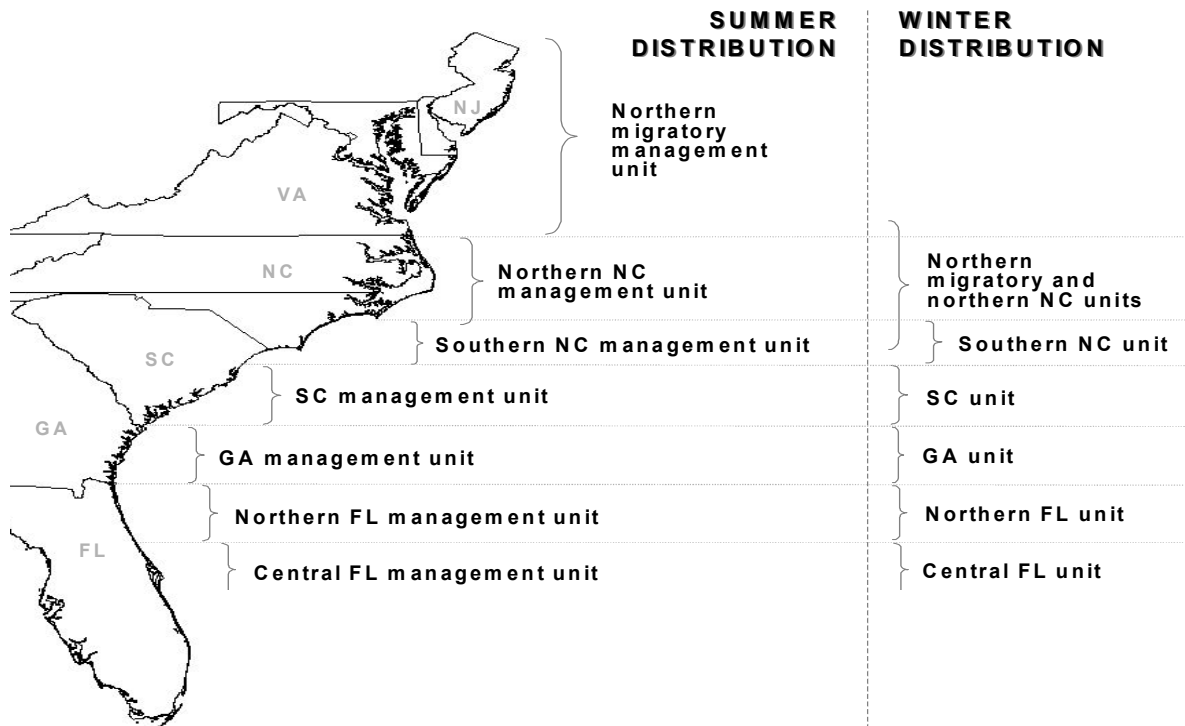 SUMMER
DISTRIBUTION
WINTER
DISTRIBUTION
NJ
Northern
migratory
management
unit
VA
NC
Northern NC
management unit
Northern
migratory and
northern NC units
Southern NC management unit
Southern NC unit
SC
SC management unit
SC unit
GA
GA management unit
GA unit
Northern FL management unit
Northern FL unit
FL
Central FL management unit
Central FL unit